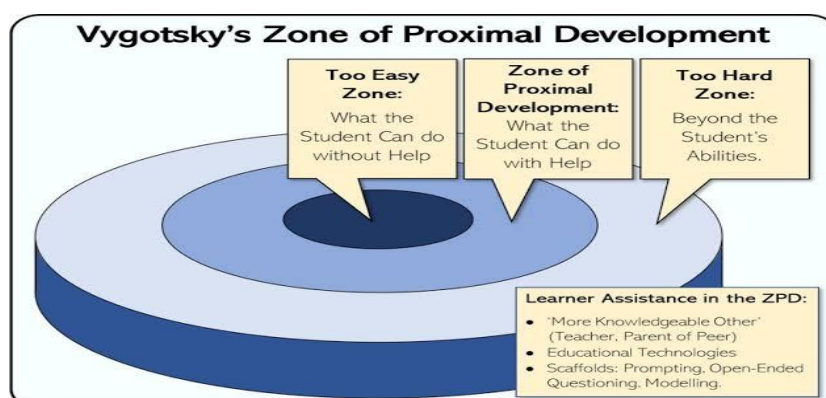 Vygotsky's Zone of Proximal Development
Too Easy
Zone:
What the
Student Can do
without Help
Zone of
Proximal
Development:
What the
Student Can do
with Help
Too Hard
Zone:
Beyond the
Student's
Abilities.
Learner Assistance in the ZPD:
'More Knowledgeable Other'
(Teacher, Parent of Peer)
Educational Technologies
Scaffolds: Prompting, Open-Ended
Questioning, Modelling.